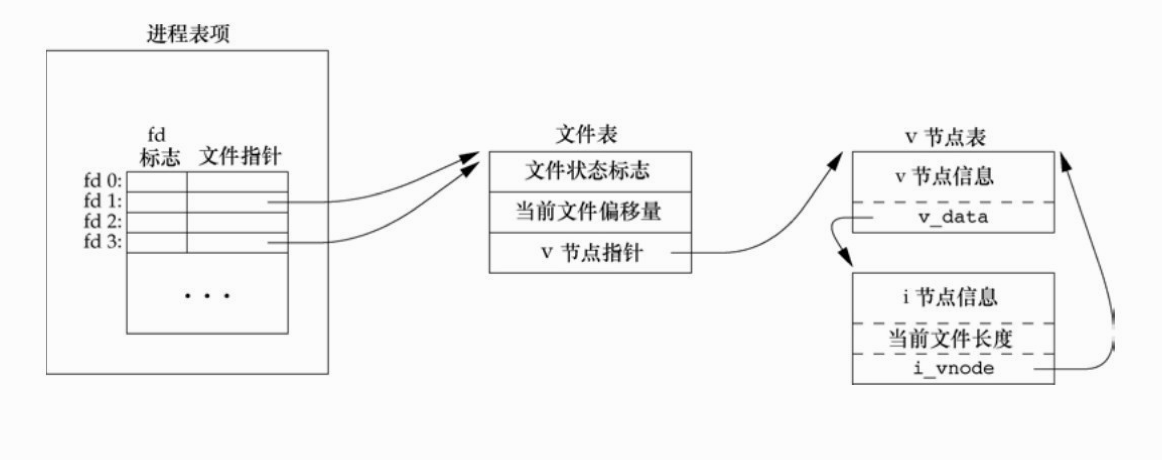 进程表项
fd
标志 文件指针
fd 0:
fd 1:
fd 2:
fd 3:
...
文件表
文件状态标志
当前文件偏移量
v 节点指针
v 节点表
v 节点信息
v_data
i 节点信息
当前文件长度
i_vnode